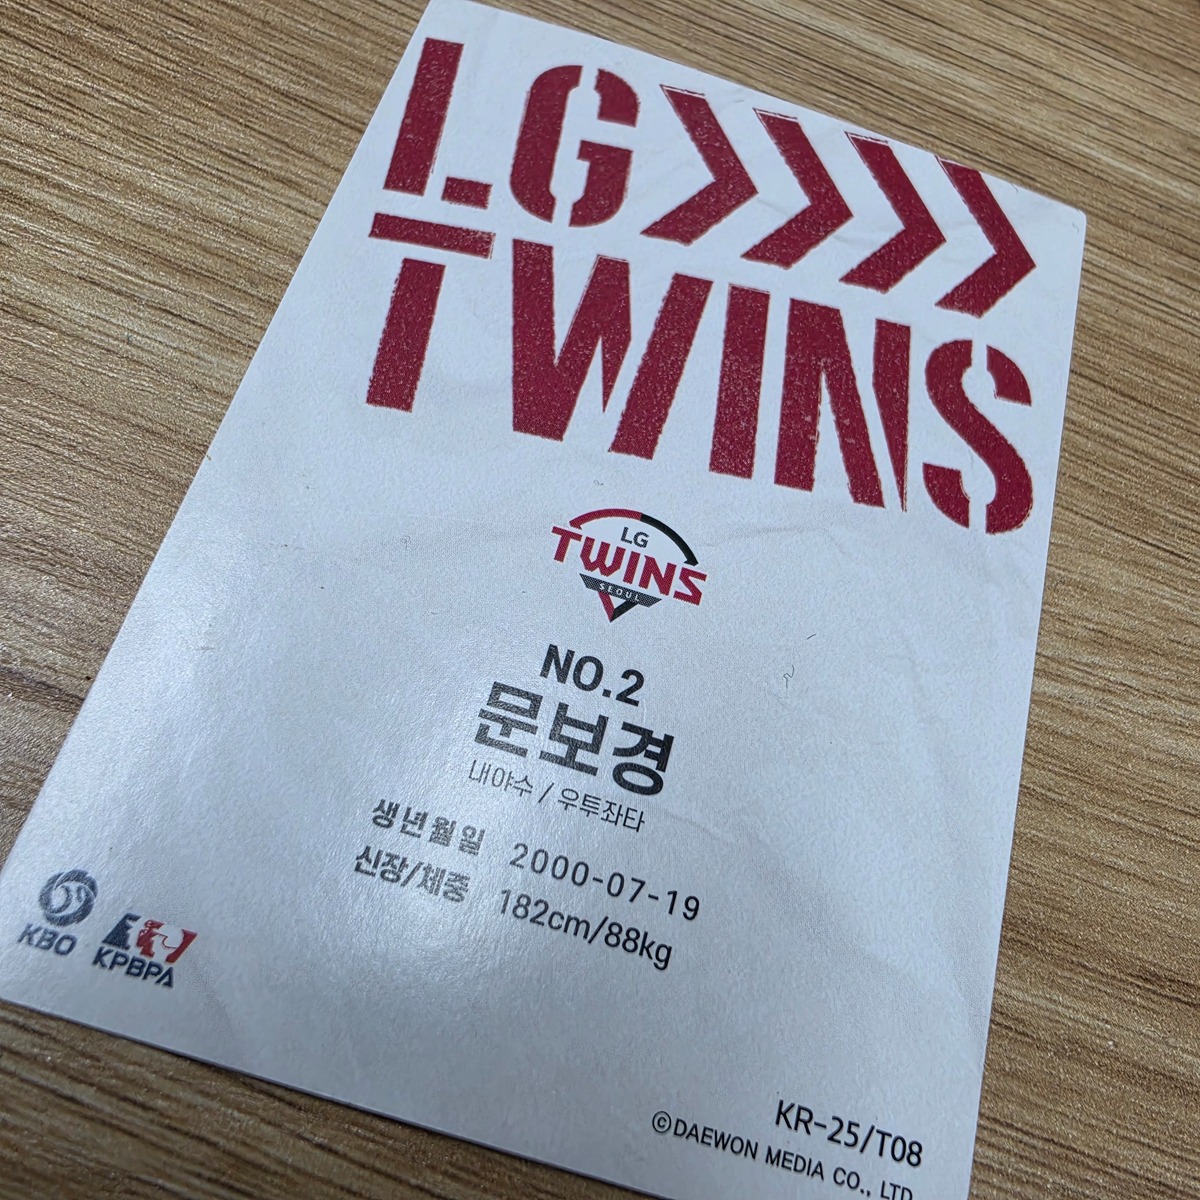 LG
TWINS
LG
TWINS
SEOUL
NO.2
문보경
내야수 / 우투좌타
생년월일 2000-07-19
신장/체중 182cm/88kg
KBO KPBPA
KR-25/T08
©DAEWON MEDIA CO., LTD